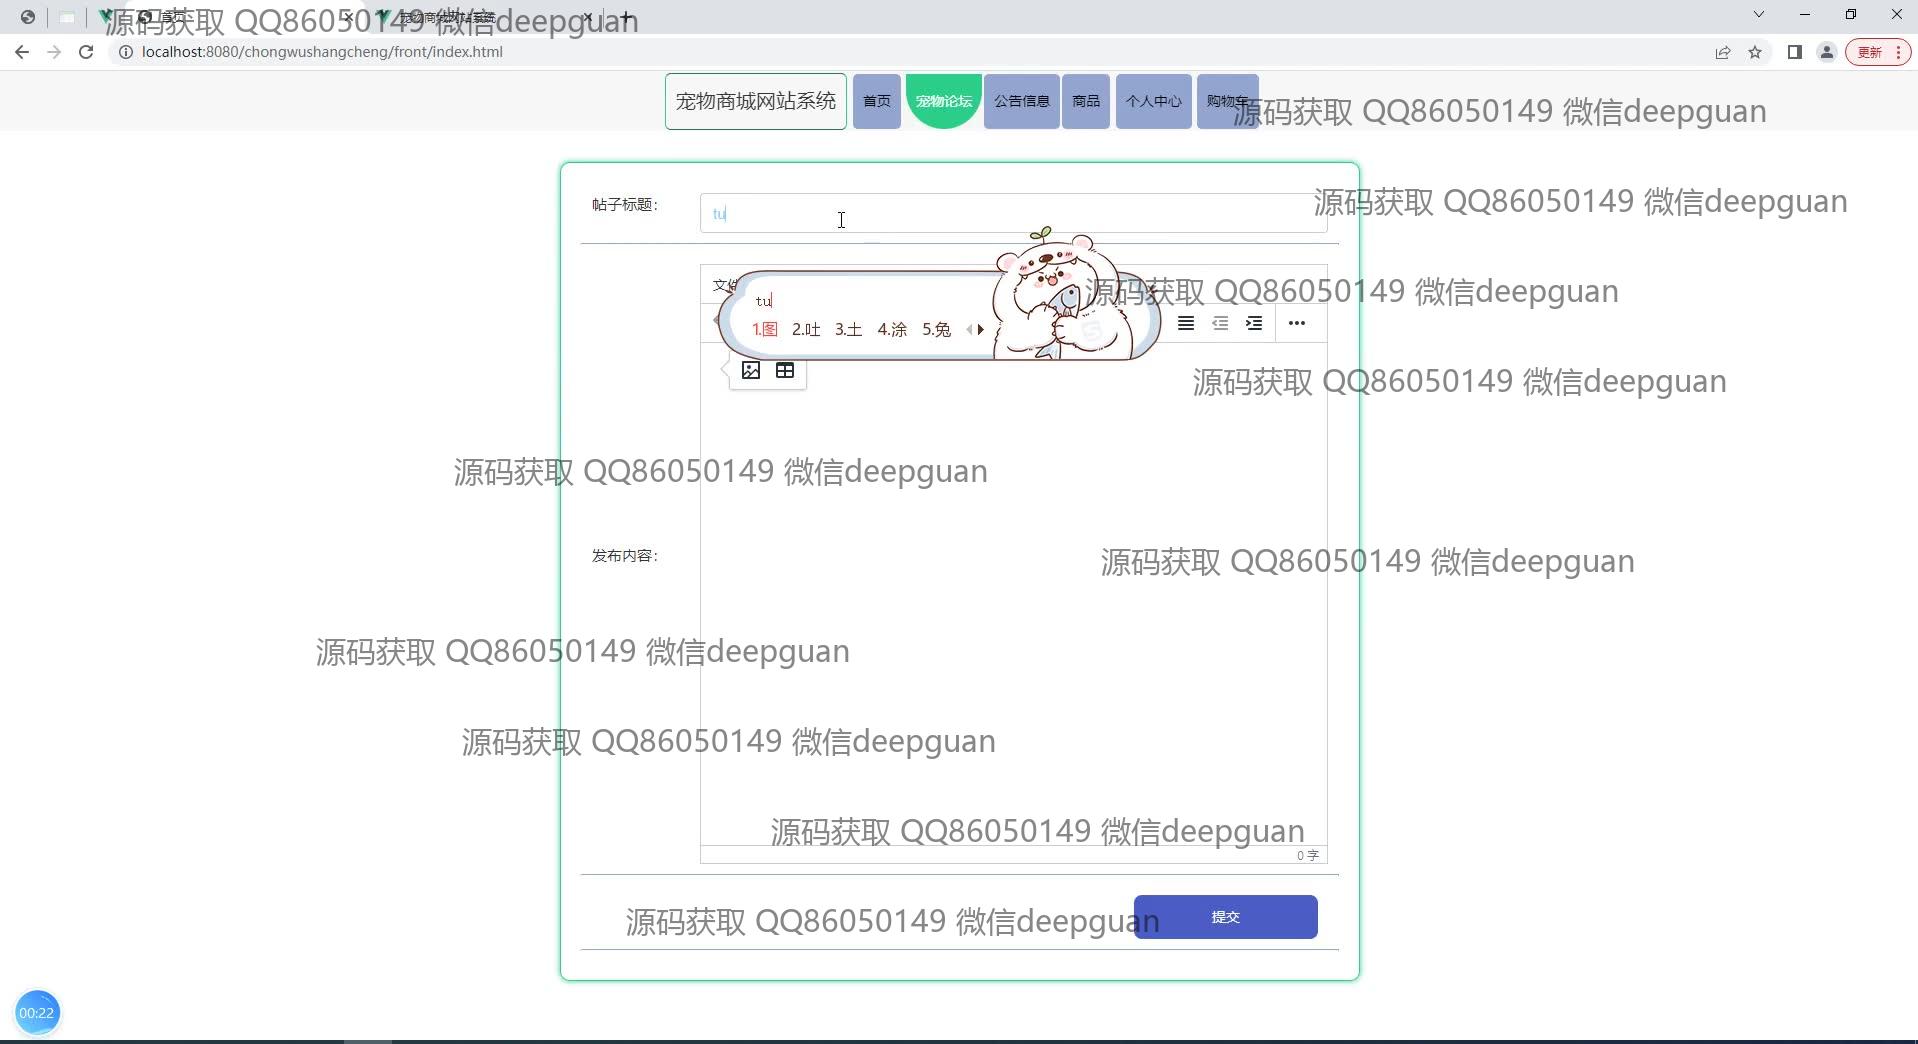 首页
宠物商城网站系统
源码获取 QQ86050149 微信deepguan
localhost:8080/chongwushangcheng/front/index.html
更新
宠物商城网站系统
首页
宠物论坛
公告信息
商品
个人中心
购物车
源码获取 QQ86050149 微信deepguan
帖子标题：
tu
源码获取 QQ86050149 微信deepguan
文件
tu
源码获取 QQ86050149 微信deepguan
1.图 2.吐 3.土 4.涂 5.兔
源码获取 QQ86050149 微信deepguan
源码获取 QQ86050149 微信deepguan
发布内容：
源码获取 QQ86050149 微信deepguan
源码获取 QQ86050149 微信deepguan
源码获取 QQ86050149 微信deepguan
源码获取 QQ86050149 微信deepguan
0 字
源码获取 QQ86050149 微信deepguan
提交
00:22